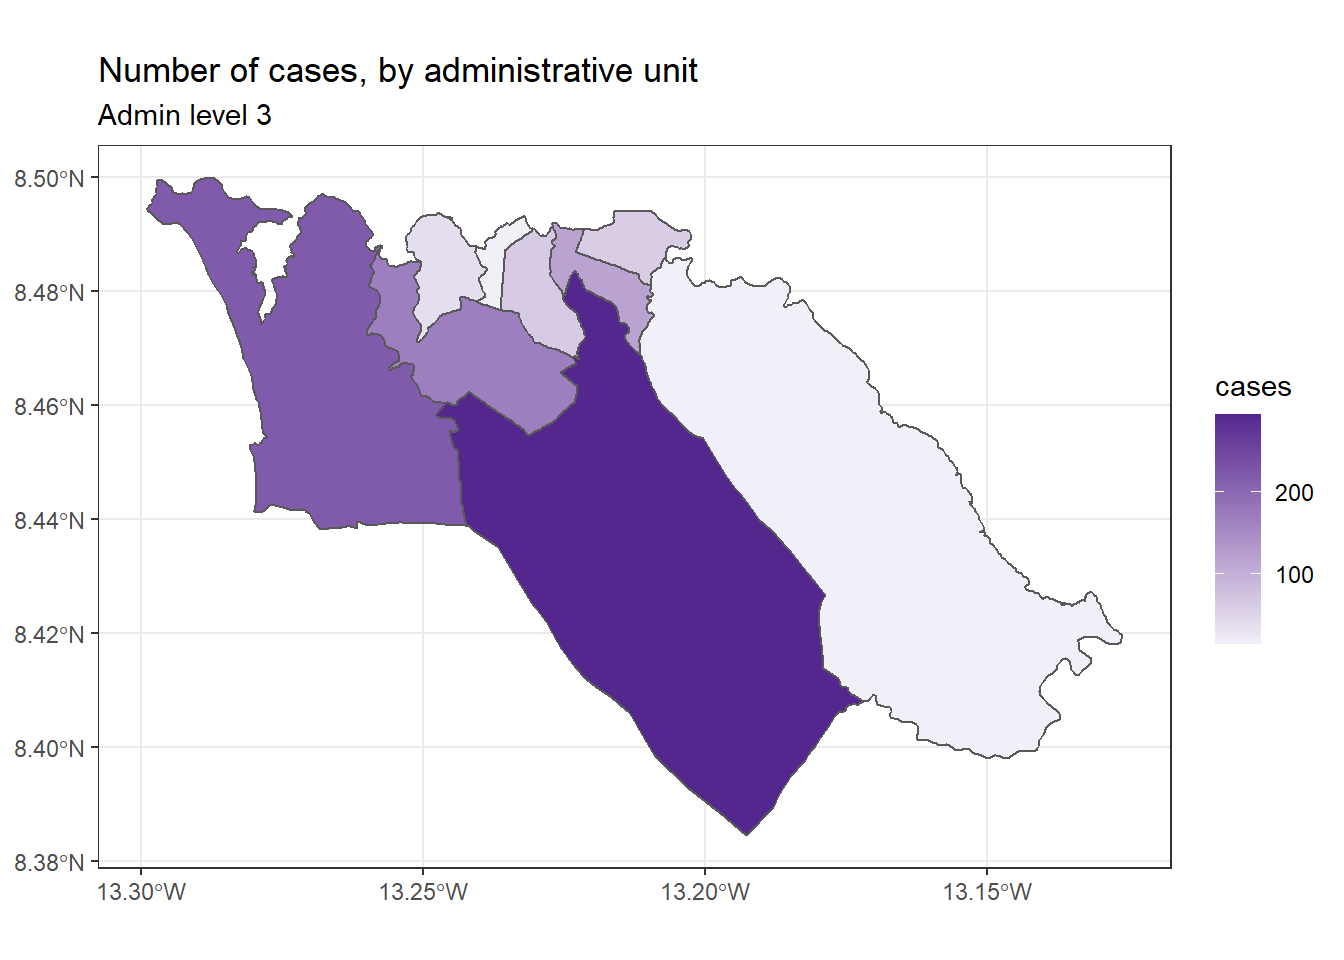 Number of cases, by administrative unit
Admin level 3
8.50°N
8.48°N
8.46°N
8.44°N
8.42°N
8.40°N
8.38°N
13.30°W
13.25°W
13.20°W
13.15°W
cases
200
100